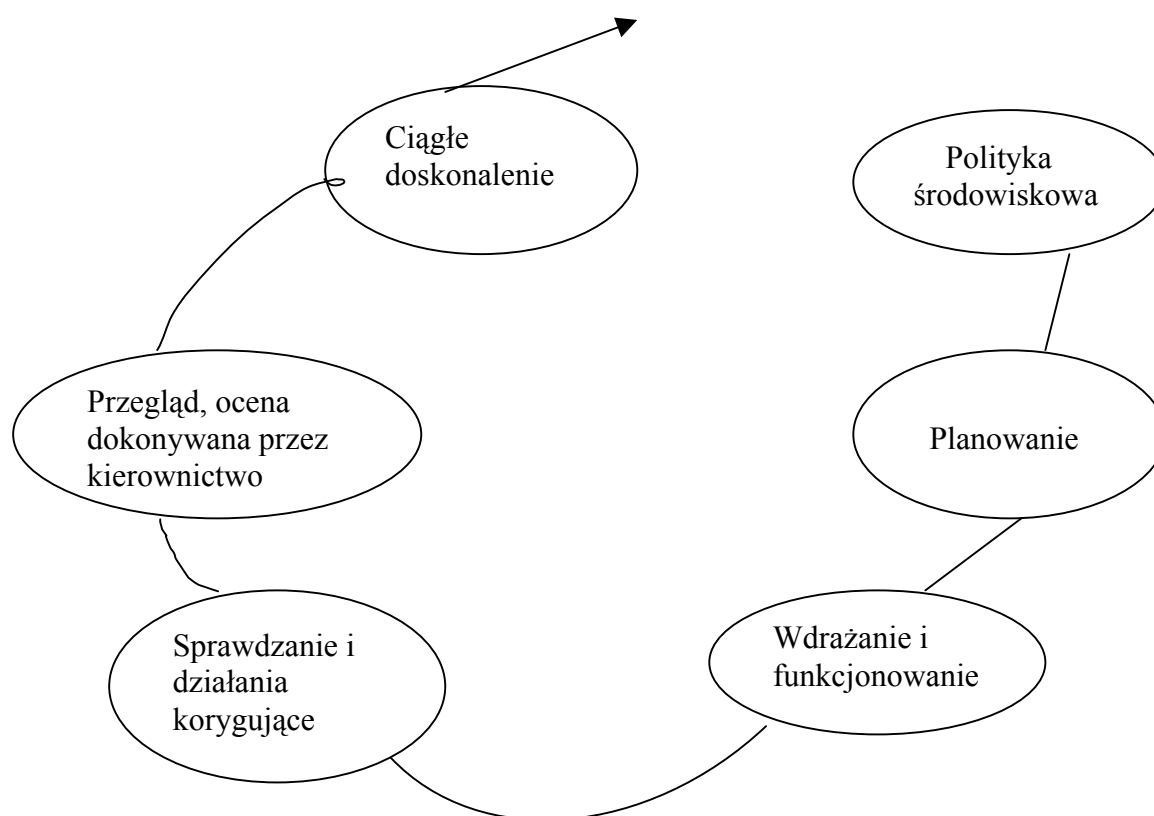 Ciągłe
doskonalenie
Polityka
środowiskowa
Przegląd, ocena
dokonywana przez
kierownictwo
Planowanie
Sprawdzanie i
działania
korygujące
Wdrażanie i
funkcjonowanie